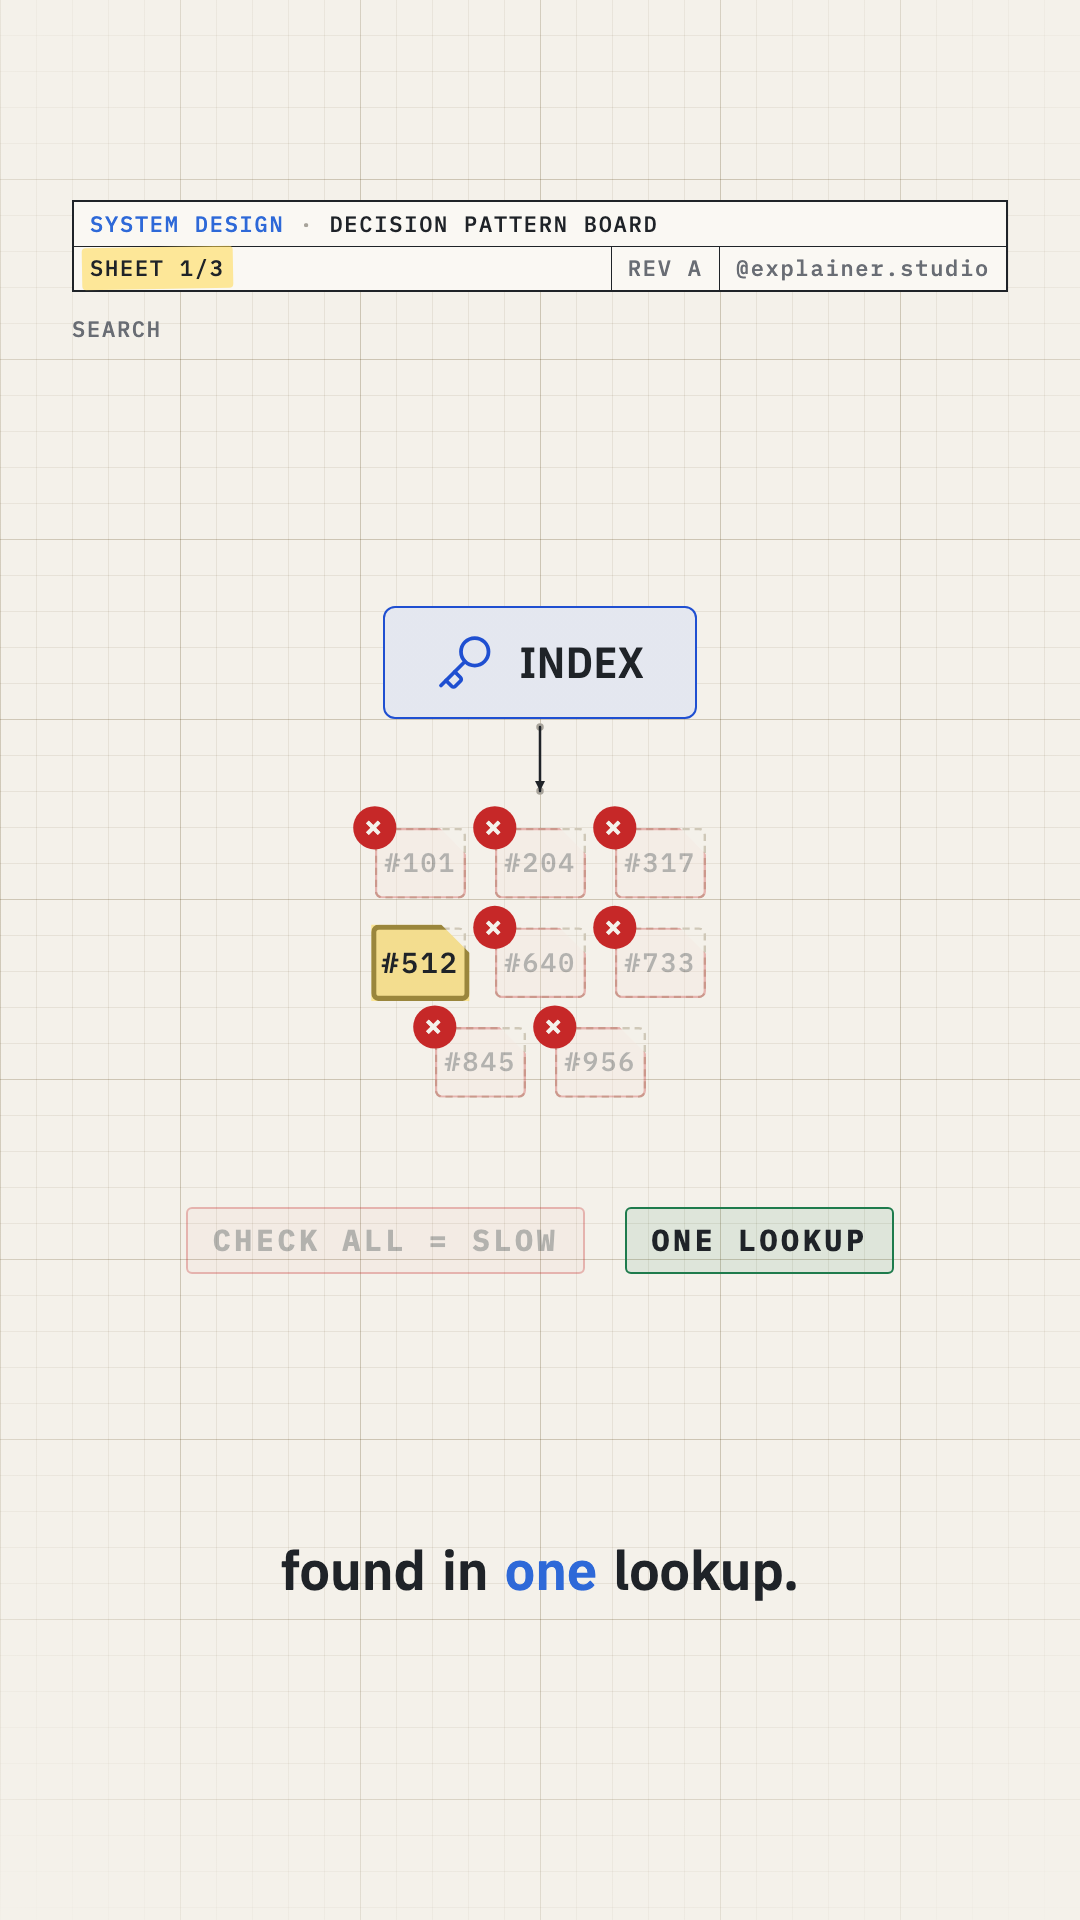 SYSTEM DESIGN · DECISION PATTERN BOARD
SHEET 1/3 REV A @explainer.studio
SEARCH
INDEX
#101 #204 #317
#512 #640 #733
#845 #956
CHECK ALL = SLOW ONE LOOKUP
found in one lookup.